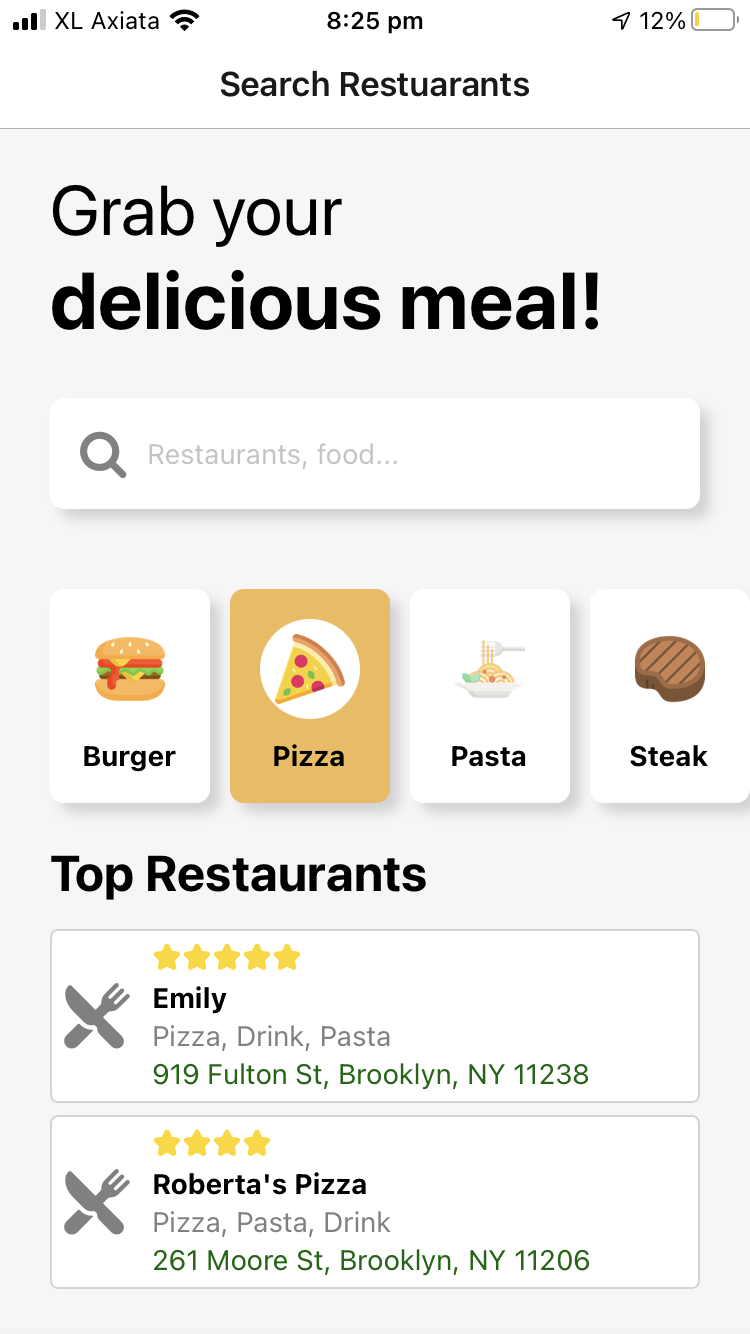 XL Axiata 8:25 pm 12%
Search Restuarants
Grab your
delicious meal!
Restaurants, food...
Burger Pizza Pasta Steak
Top Restaurants
Emily
Pizza, Drink, Pasta
919 Fulton St, Brooklyn, NY 11238
Roberta's Pizza
Pizza, Pasta, Drink
261 Moore St, Brooklyn, NY 11206